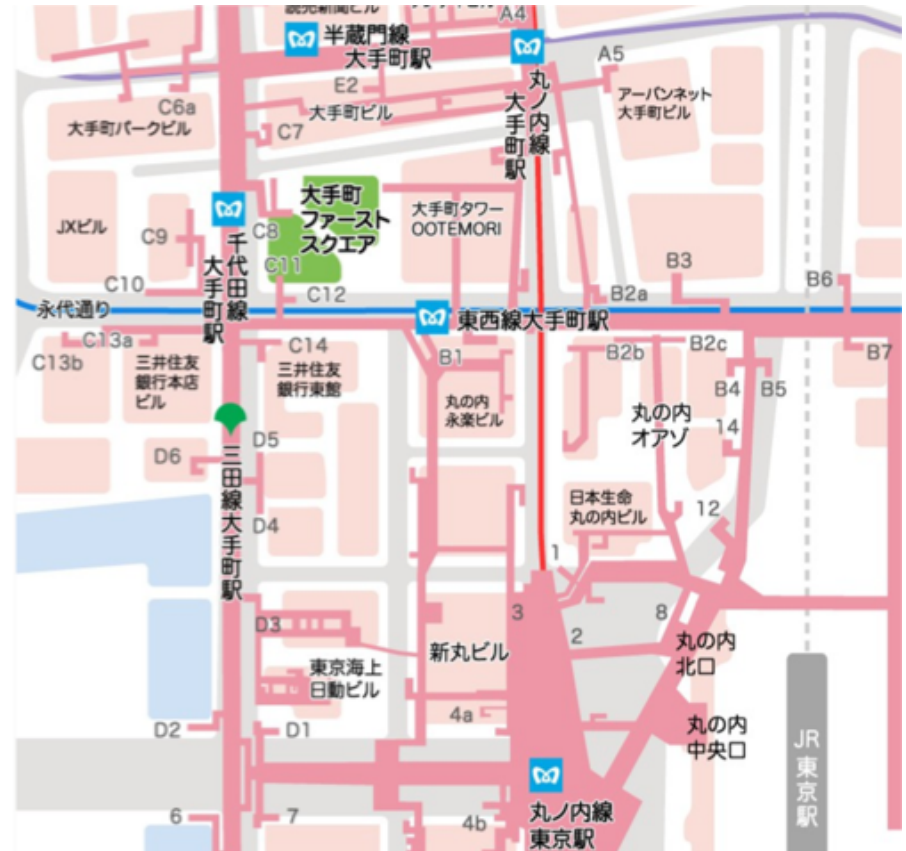 読売新聞ビル
A4
半蔵門線
大手町駅
A5
E2
C6a
大手町ビル
アーバンネット
大手町ビル
丸ノ内線
大手町駅
大手町パークビル
C7
大手町
ファースト
スクエア
大手町タワー
OOTEMORI
JXビル
C9
C8
千代田線
大手町駅
C11
B3
B6
C10
C12
B2a
永代通り
東西線大手町駅
C13a
C14
B1
B2b
B2c
B7
C13b
三井住友
銀行本店
ビル
三井住友
銀行東館
B4
B5
丸の内
永楽ビル
丸の内
オアゾ
14
D5
D6
三田線大手町駅
日本生命
丸の内ビル
12
D4
1
3
8
D3
2
新丸ビル
丸の内
北口
東京海上
日動ビル
4a
丸の内
中央口
D2
D1
JR東京駅
6
7
4b
丸ノ内線
東京駅